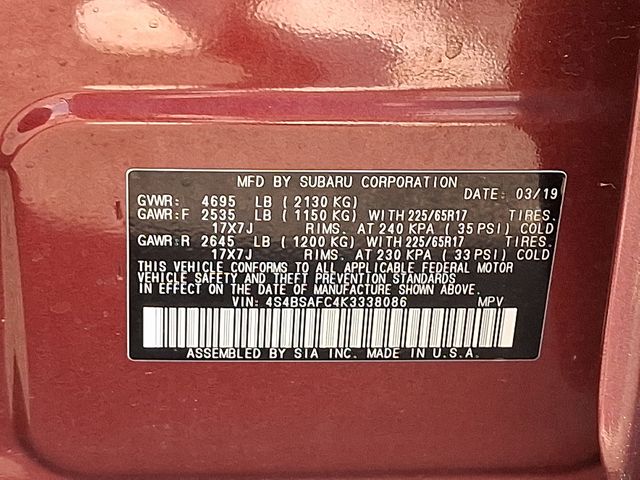 MFD BY SUBARU CORPORATION
GVWR: 4695 LB ( 2130 KG) DATE: 03/19
GAWR:F 2535 LB ( 1150 KG) WITH 225/65R17 TIRES.
17X7J RIMS. AT 240 KPA ( 35 PSI) COLD
GAWR:R 2645 LB ( 1200 KG) WITH 225/65R17 TIRES.
17X7J RIMS. AT 230 KPA ( 33 PSI) COLD
THIS VEHICLE CONFORMS TO ALL APPLICABLE FEDERAL MOTOR
VEHICLE SAFETY AND THEFT PREVENTION STANDARDS
IN EFFECT ON THE DATE OF MANUFACTURE SHOWN ABOVE.
VIN: 4S4BSAFC4K3338086 MPV
ASSEMBLED BY SIA INC. MADE IN U.S.A.